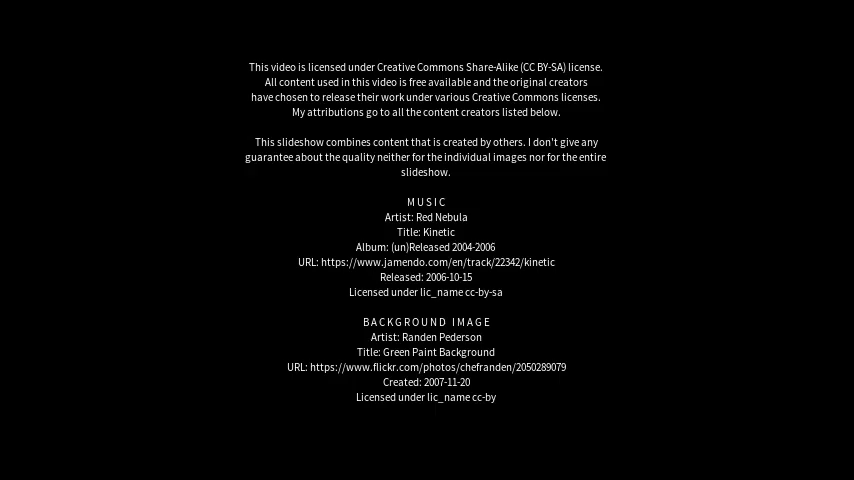 This video is licensed under Creative Commons Share-Alike (CC BY-SA) license.
All content used in this video is free available and the original creators
have chosen to release their work under various Creative Commons licenses.
My attributions go to all the content creators listed below.
This slideshow combines content that is created by others. I don't give any
guarantee about the quality neither for the individual images nor for the entire
slideshow.
MUSIC
Artist: Red Nebula
Title: Kinetic
Album: (un)Released 2004-2006
URL: https://www.jamendo.com/en/track/22342/kinetic
Released: 2006-10-15
Licensed under lic_name cc-by-sa
BACKGROUND IMAGE
Artist: Randen Pederson
Title: Green Paint Background
URL: https://www.flickr.com/photos/chefranden/2050289079
Created: 2007-11-20
Licensed under lic_name cc-by